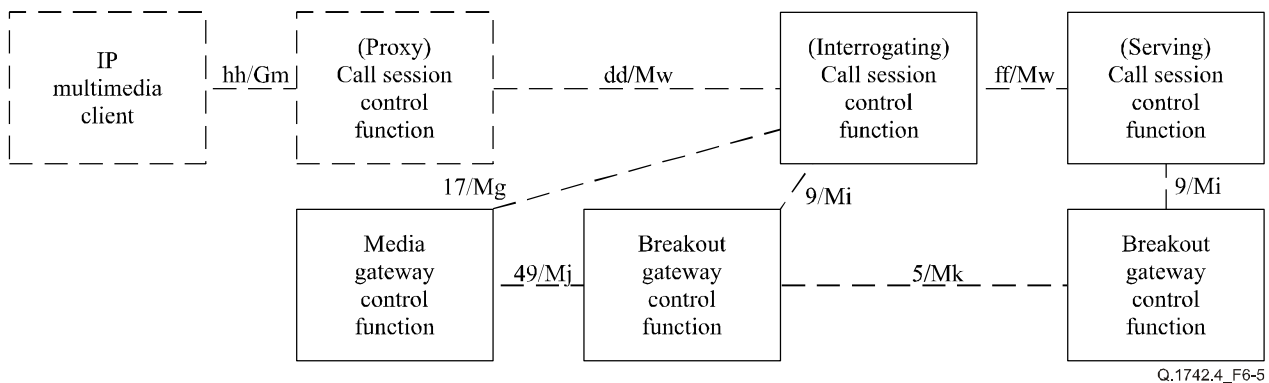 IP
multimedia
client
hh/Gm
(Proxy)
Call session
control
function
dd/Mw
(Interrogating)
Call session
control
function
ff/Mw
(Serving)
Call session
control
function
17/Mg
9/Mi
9/Mi
Media
gateway
control
function
49/Mj
Breakout
gateway
control
function
5/Mk
Breakout
gateway
control
function
Q.1742.4_F6-5